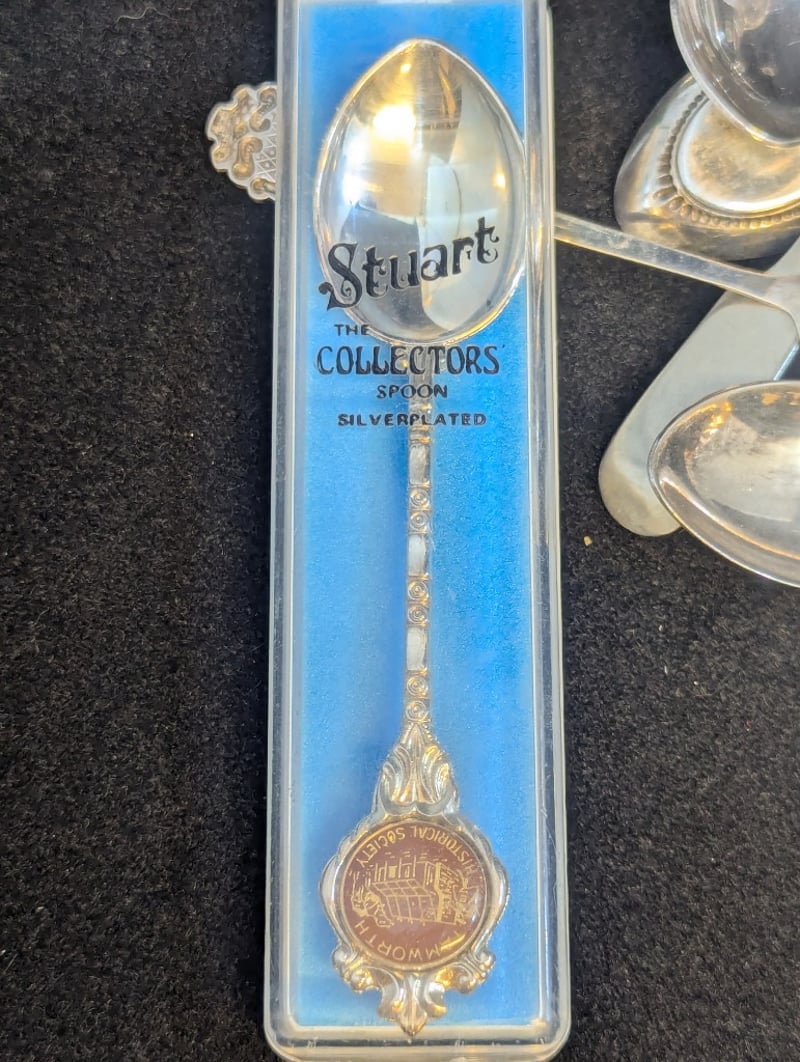 Stuart
THE
COLLECTORS'
SPOON
SILVERPLATED
TAMWORTH
HISTORICAL SOCIETY